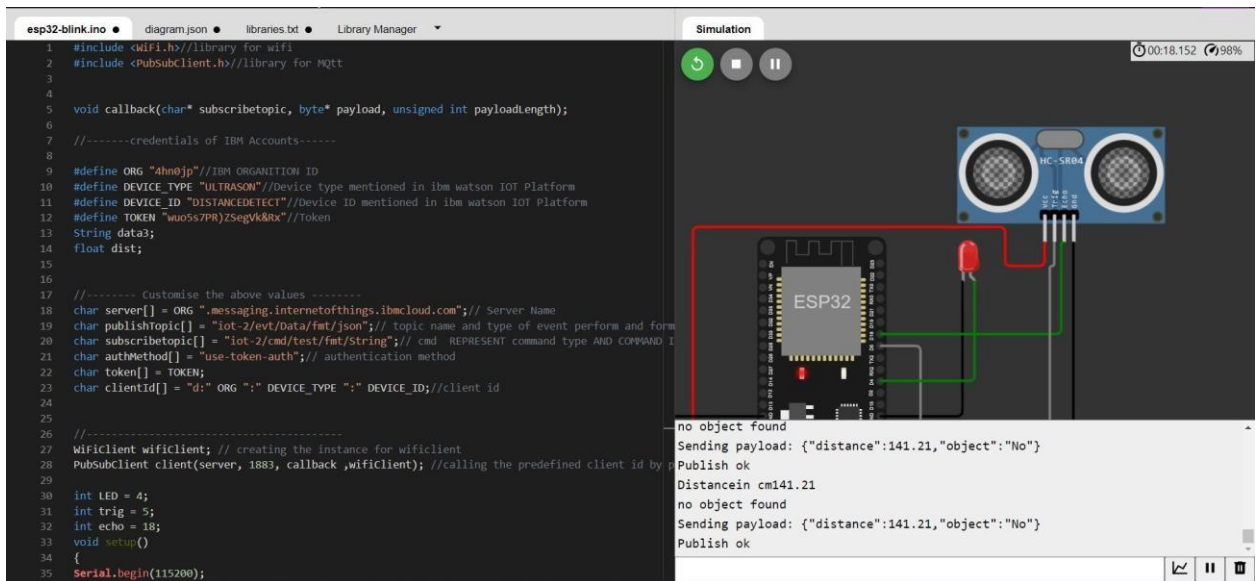 esp32-blink.ino ● diagram.json ● libraries.txt ● Library Manager ▼
1 #include <WiFi.h>//library for wifi
2 #include <PubSubClient.h>//library for MQtt
3
4
5 void callback(char* subscribetopic, byte* payload, unsigned int payloadLength);
6
7 //-------credentials of IBM Accounts------
8
9 #define ORG "4hn0jp"//IBM ORGANITION ID
10 #define DEVICE_TYPE "ULTRASON"//Device type mentioned in ibm watson IOT Platform
11 #define DEVICE_ID "DISTANCEDETECT"//Device ID mentioned in ibm watson IOT Platform
12 #define TOKEN "wuo5s7PR)ZSegVk&Rx"//Token
13 String data3;
14 float dist;
15
16
17 //-------- Customise the above values --------
18 char server[] = ORG ".messaging.internetofthings.ibmcloud.com";// Server Name
19 char publishTopic[] = "iot-2/evt/Data/fmt/json";// topic name and type of event perform and form
20 char subscribetopic[] = "iot-2/cmd/test/fmt/String";// cmd REPRESENT command type AND COMMAND I
21 char authMethod[] = "use-token-auth";// authentication method
22 char token[] = TOKEN;
23 char clientId[] = "d:" ORG ":" DEVICE_TYPE ":" DEVICE_ID;//client id
24
25
26 //-----------------------------------------
27 WiFiClient wifiClient; // creating the instance for wificlient
28 PubSubClient client(server, 1883, callback ,wifiClient); //calling the predefined client id by p
29
30 int LED = 4;
31 int trig = 5;
32 int echo = 18;
33 void setup()
34 {
35 Serial.begin(115200);
Simulation
00:18.152 98%
HC-SR04
Vcc Trig Echo Gnd
ESP32
no object found
Sending payload: {"distance":141.21,"object":"No"}
Publish ok
Distancein cm141.21
no object found
Sending payload: {"distance":141.21,"object":"No"}
Publish ok